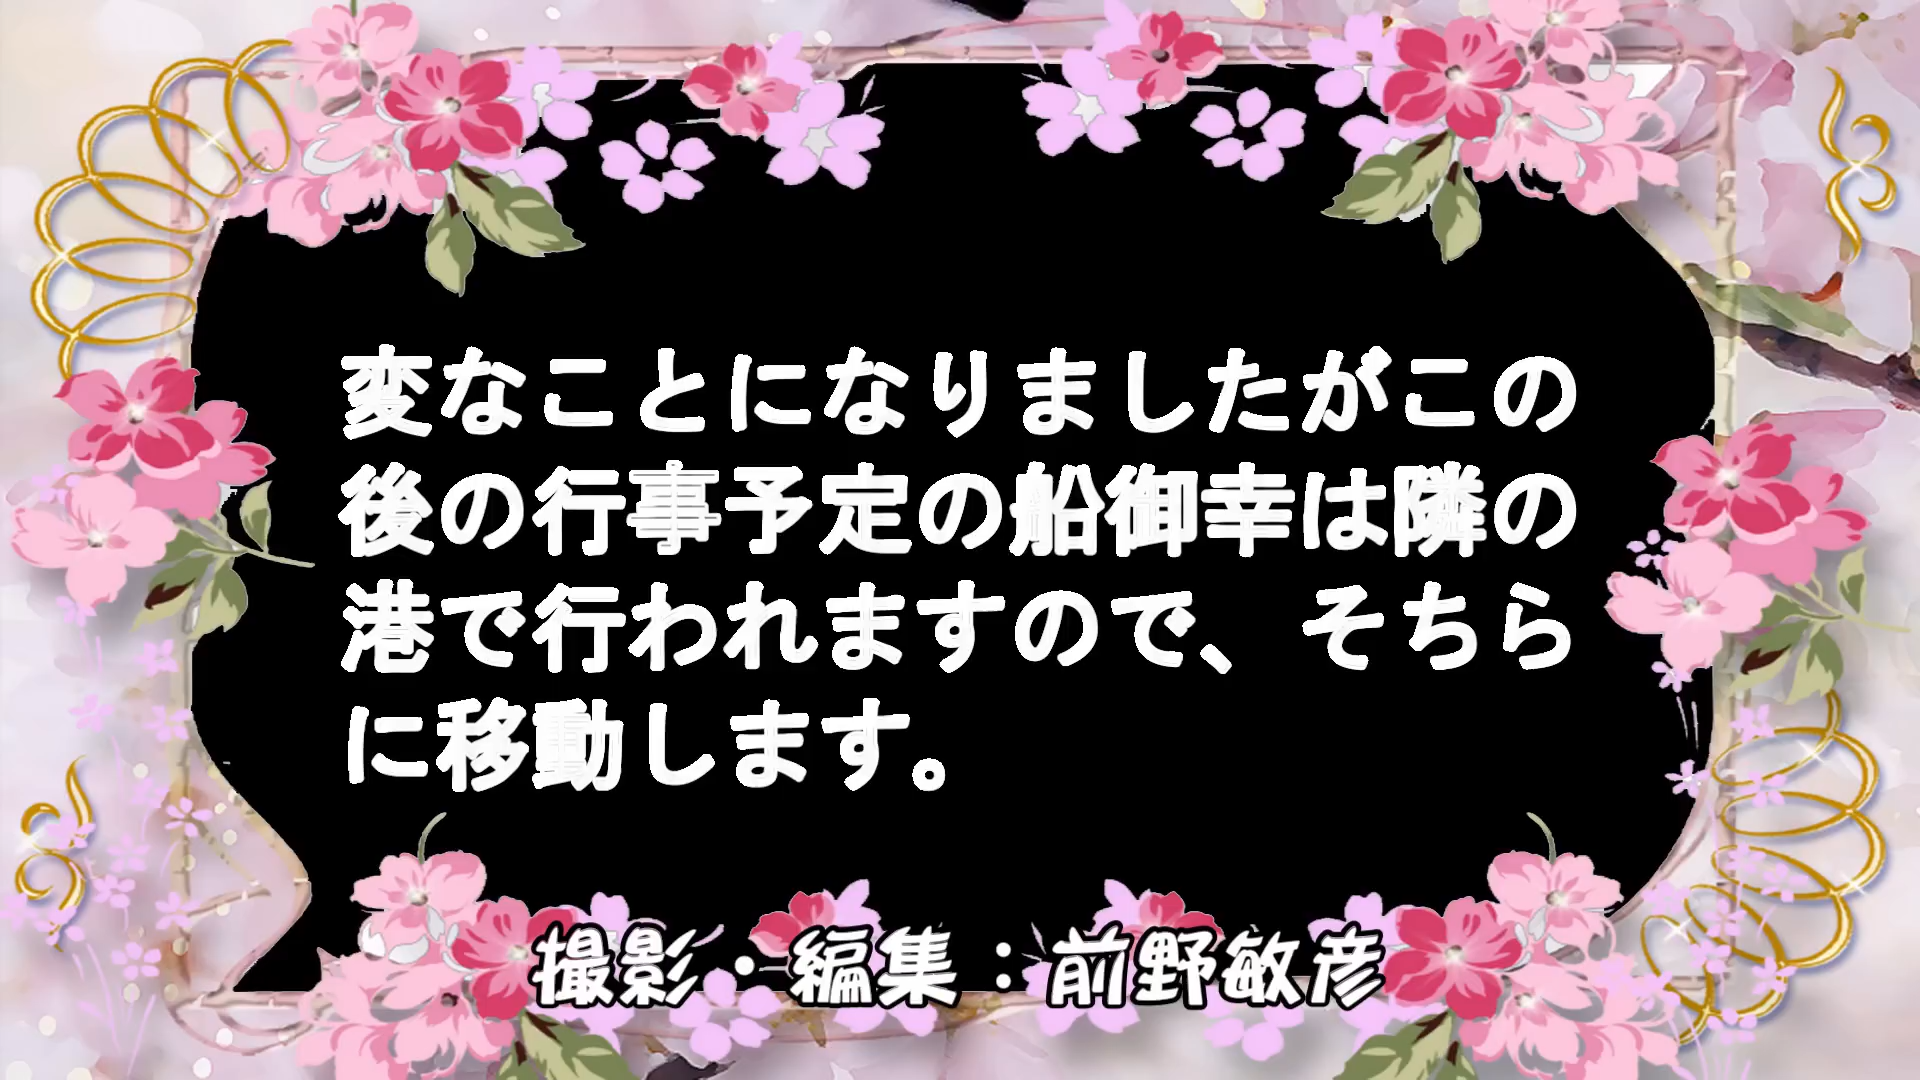 変なことになりましたがこの
後の行事予定の船御幸は隣の
港で行われますので、そちら
に移動します。
撮影・編集：前野敏彦